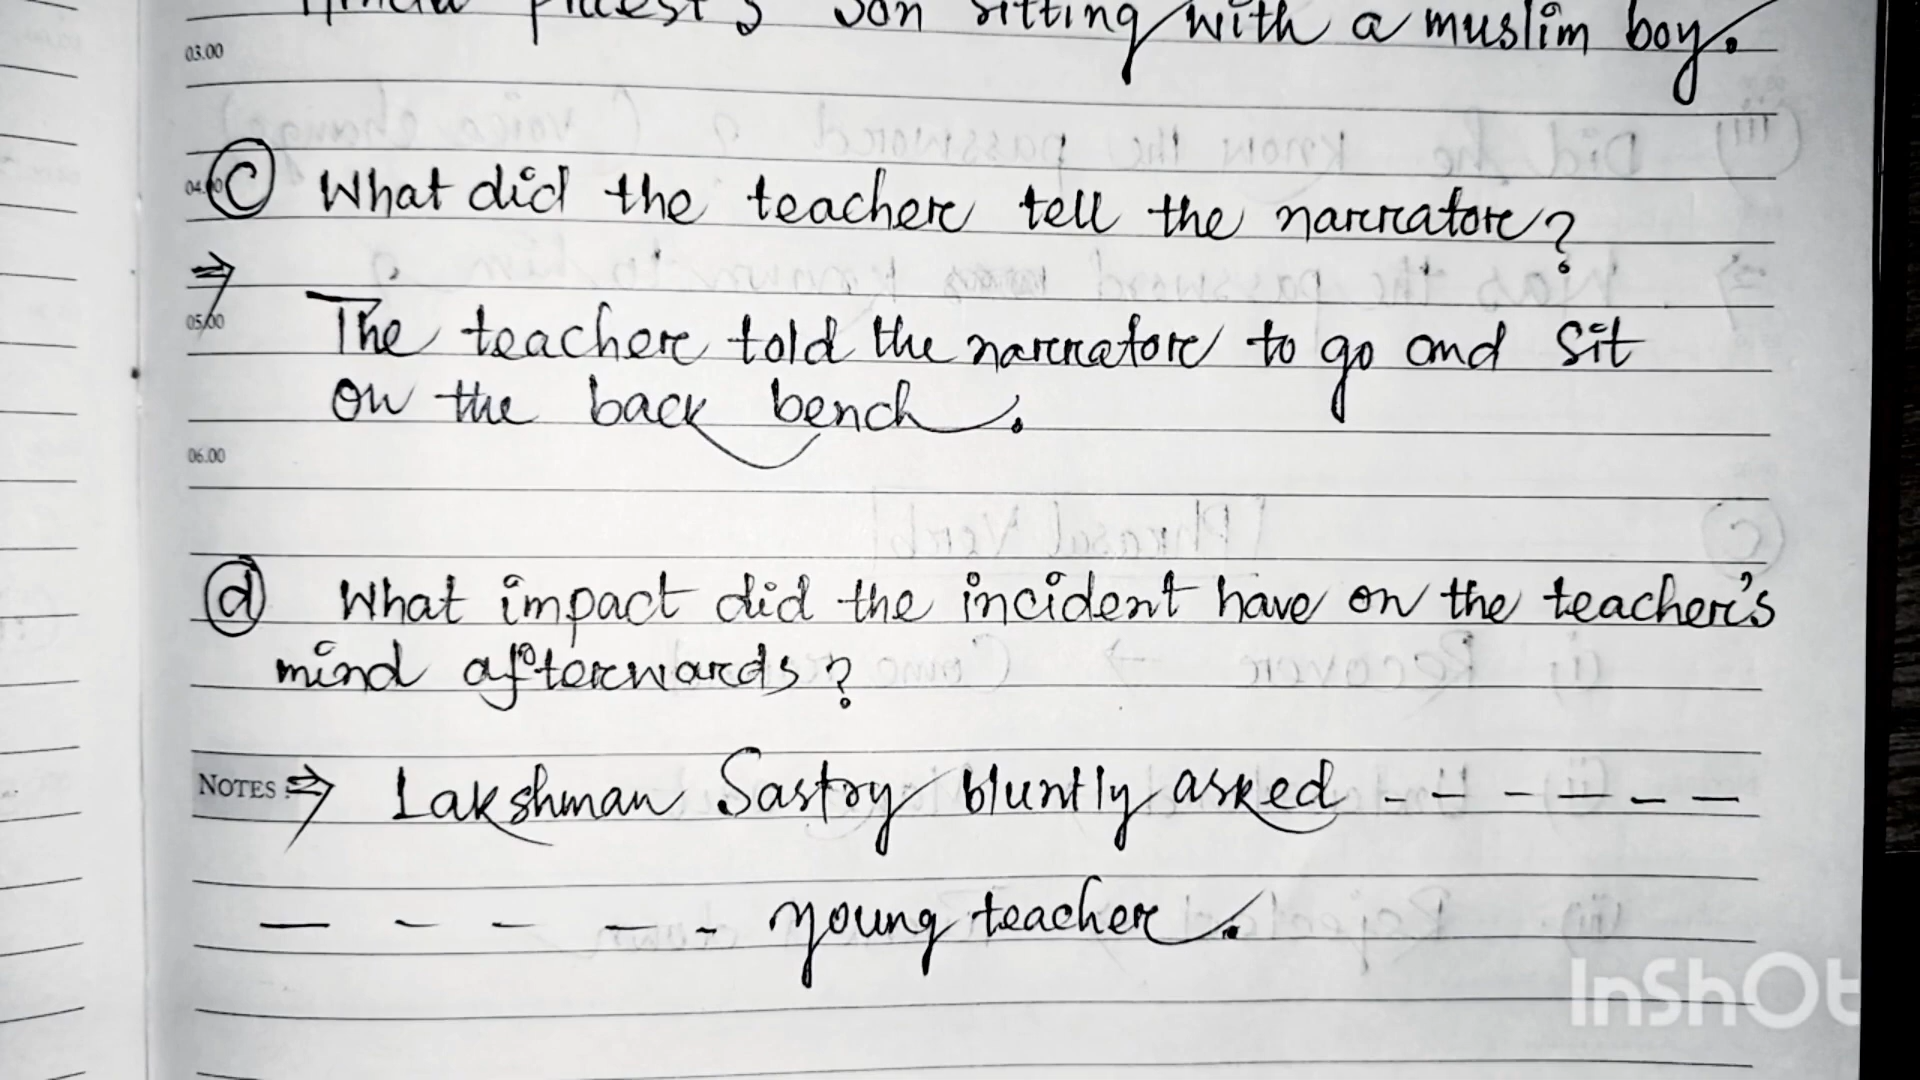 Hindu Priest's Son sitting with a muslim boy.
03.00
04.00 (C) What did the teacher tell the narrator?
⇒
05.00 The teacher told the narrator to go and sit
on the back bench.
06.00
(d) What impact did the incident have on the teacher's
mind afterwards?
NOTES ⇒ Lakshman Sastry bluntly asked - - - - - -
- - - - - young teacher.
InShOt